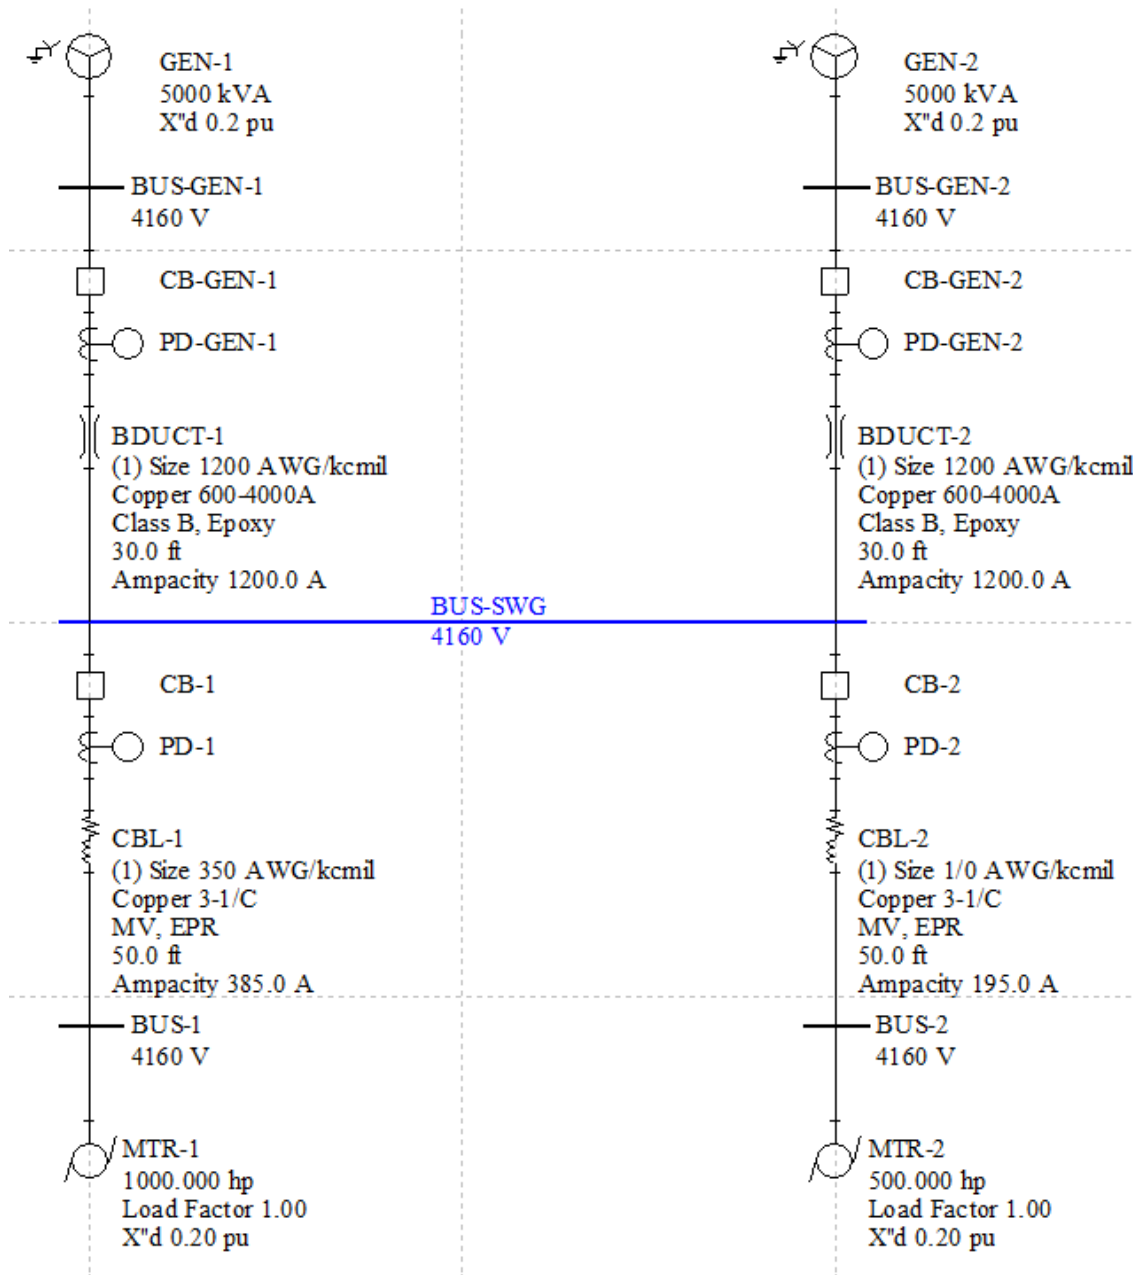 GEN-1
5000 kVA
X"d 0.2 pu
GEN-2
5000 kVA
X"d 0.2 pu
BUS-GEN-1
4160 V
BUS-GEN-2
4160 V
CB-GEN-1
CB-GEN-2
PD-GEN-1
PD-GEN-2
BDUCT-1
(1) Size 1200 AWG/kcmil
Copper 600-4000A
Class B, Epoxy
30.0 ft
Ampacity 1200.0 A
BDUCT-2
(1) Size 1200 AWG/kcmil
Copper 600-4000A
Class B, Epoxy
30.0 ft
Ampacity 1200.0 A
BUS-SWG
4160 V
CB-1
CB-2
PD-1
PD-2
CBL-1
(1) Size 350 AWG/kcmil
Copper 3-1/C
MV, EPR
50.0 ft
Ampacity 385.0 A
CBL-2
(1) Size 1/0 AWG/kcmil
Copper 3-1/C
MV, EPR
50.0 ft
Ampacity 195.0 A
BUS-1
4160 V
BUS-2
4160 V
MTR-1
1000.000 hp
Load Factor 1.00
X"d 0.20 pu
MTR-2
500.000 hp
Load Factor 1.00
X"d 0.20 pu